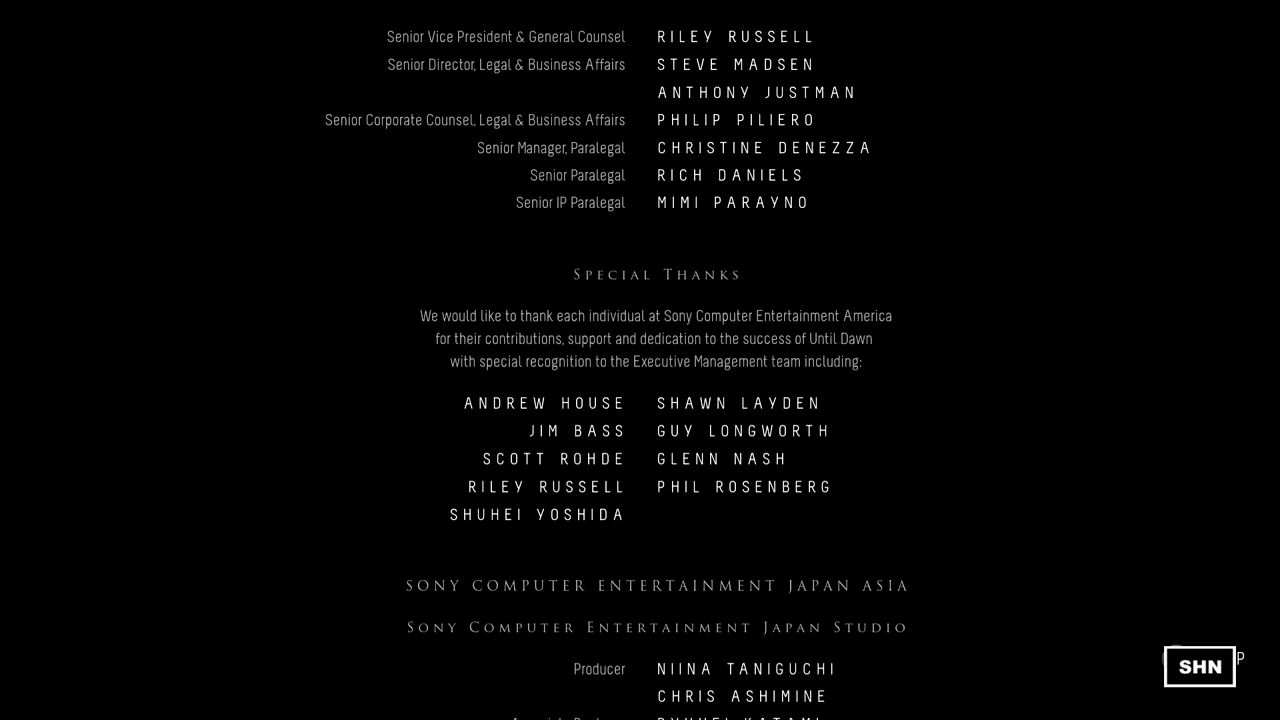 Senior Vice President & General Counsel RILEY RUSSELL
Senior Director, Legal & Business Affairs STEVE MADSEN
ANTHONY JUSTMAN
Senior Corporate Counsel, Legal & Business Affairs PHILIP PILIERO
Senior Manager, Paralegal CHRISTINE DENEZZA
Senior Paralegal RICH DANIELS
Senior IP Paralegal MIMI PARAYNO
Special Thanks
We would like to thank each individual at Sony Computer Entertainment America
for their contributions, support and dedication to the success of Until Dawn
with special recognition to the Executive Management team including:
ANDREW HOUSE SHAWN LAYDEN
JIM BASS GUY LONGWORTH
SCOTT ROHDE GLENN NASH
RILEY RUSSELL PHIL ROSENBERG
SHUHEI YOSHIDA
SONY COMPUTER ENTERTAINMENT JAPAN ASIA
Sony Computer Entertainment Japan Studio
Producer NIINA TANIGUCHI
CHRIS ASHIMINE
SHN